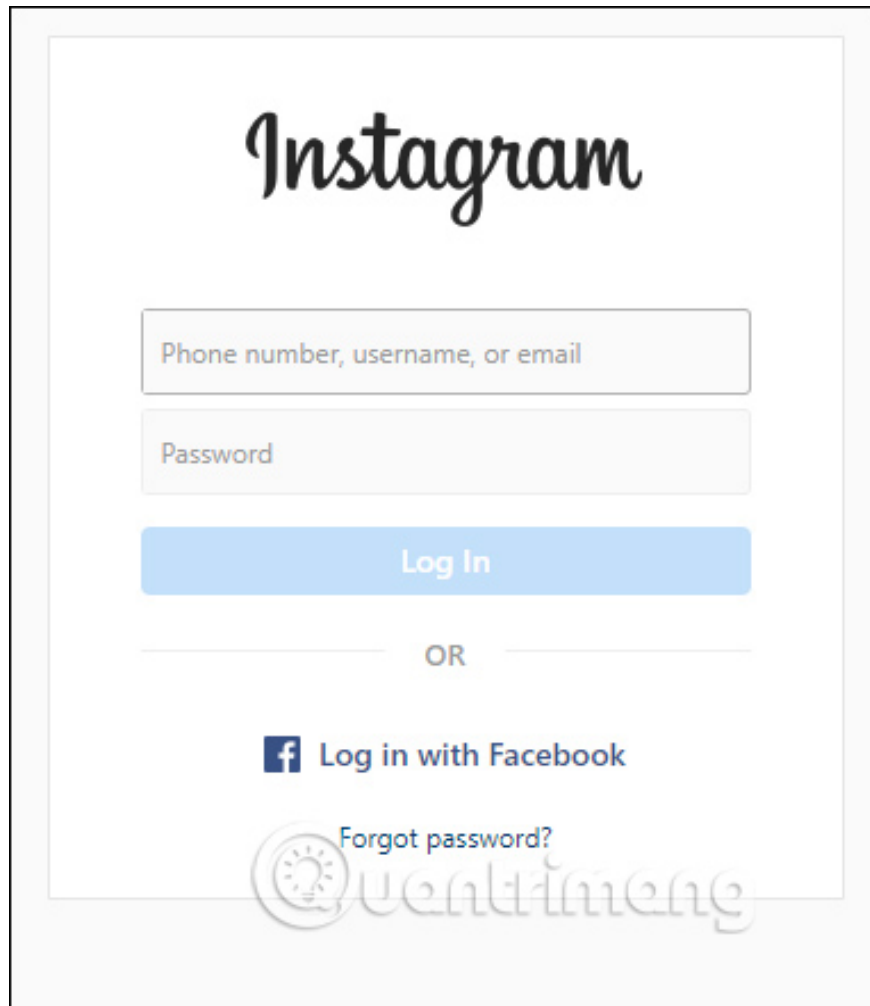 Instagram
Phone number, username, or email
Password
Log In
OR
Log in with Facebook
Forgot password?
Quantrimang